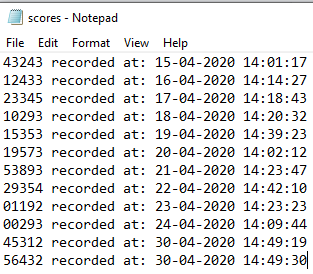 scores - Notepad
File Edit Format View Help
43243 recorded at: 15-04-2020 14:01:17
12433 recorded at: 16-04-2020 14:14:27
23345 recorded at: 17-04-2020 14:18:43
10293 recorded at: 18-04-2020 14:20:32
15353 recorded at: 19-04-2020 14:39:23
19573 recorded at: 20-04-2020 14:02:12
53893 recorded at: 21-04-2020 14:23:47
29354 recorded at: 22-04-2020 14:42:10
01192 recorded at: 23-04-2020 14:23:23
00293 recorded at: 24-04-2020 14:09:44
45312 recorded at: 30-04-2020 14:49:19
56432 recorded at: 30-04-2020 14:49:30